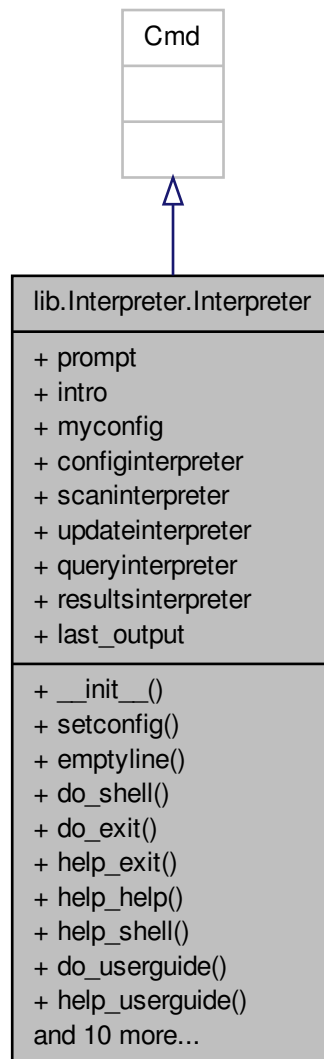 Cmd
lib.Interpreter.Interpreter
+ prompt
+ intro
+ myconfig
+ configinterpreter
+ scaninterpreter
+ updateinterpreter
+ queryinterpreter
+ resultsinterpreter
+ last_output
+ __init__()
+ setconfig()
+ emptyline()
+ do_shell()
+ do_exit()
+ help_exit()
+ help_help()
+ help_shell()
+ do_userguide()
+ help_userguide()
and 10 more...